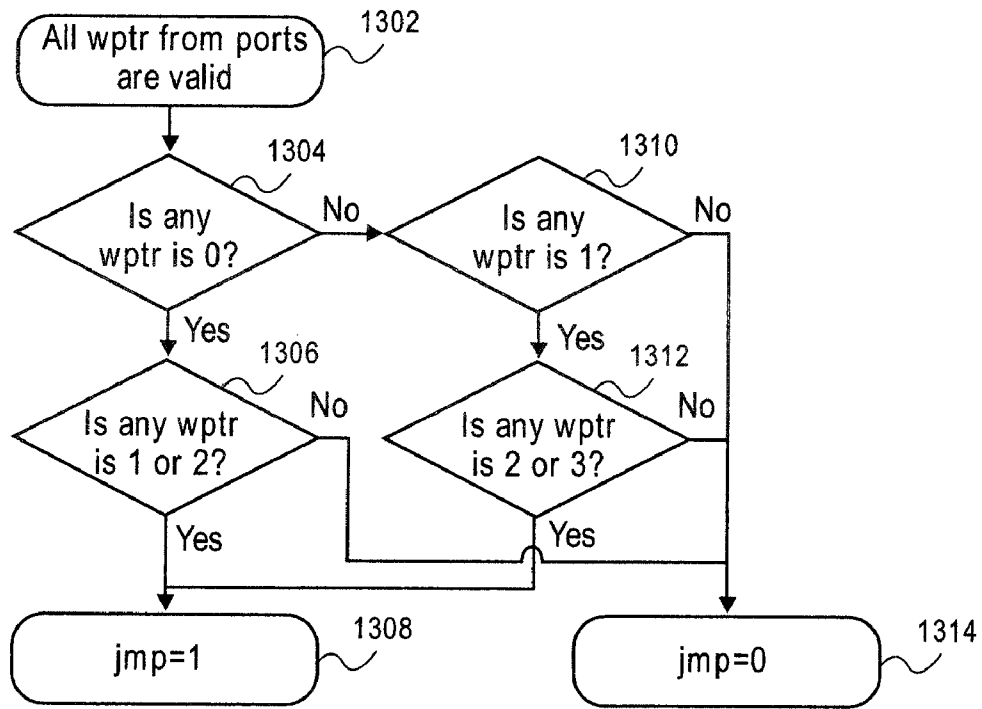 All wptr from ports
are valid
1302
1304
Is any
wptr is 0?
No
1310
Is any
wptr is 1?
No
Yes
Yes
1306
Is any wptr
is 1 or 2?
No
1312
Is any wptr
is 2 or 3?
No
Yes
Yes
jmp=1
1308
jmp=0
1314